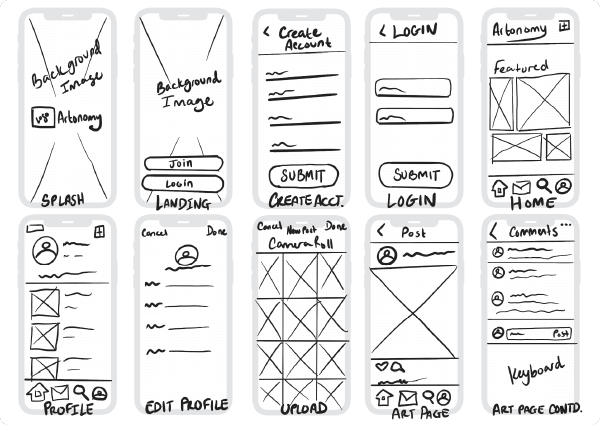 Background
Image
Artonomy
SPLASH
Background
Image
Join
Login
LANDING
< Create
Account
SUBMIT
CREATE ACCT.
< LOGIN
SUBMIT
LOGIN
Artonomy
Featured
HOME
PROFILE
Cancel Done
EDIT PROFILE
Cancel New Post Done
Camera Roll
UPLOAD
< Post
ART PAGE
< Comments ...
Post
Keyboard
ART PAGE CONTD.